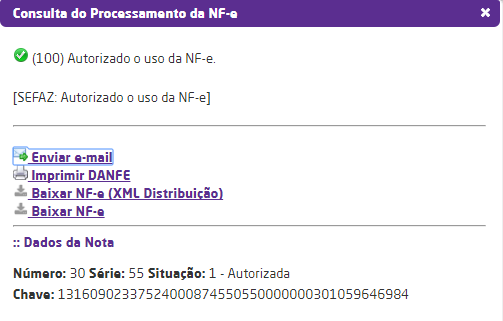 Consulta do Processamento da NF-e
(100) Autorizado o uso da NF-e.
[SEFAZ: Autorizado o uso da NF-e]
Enviar e-mail
Imprimir DANFE
Baixar NF-e (XML Distribuição)
Baixar NF-e
:: Dados da Nota
Número: 30 Série: 55 Situação: 1 - Autorizada
Chave: 13160902337524000874550550000000301059646984